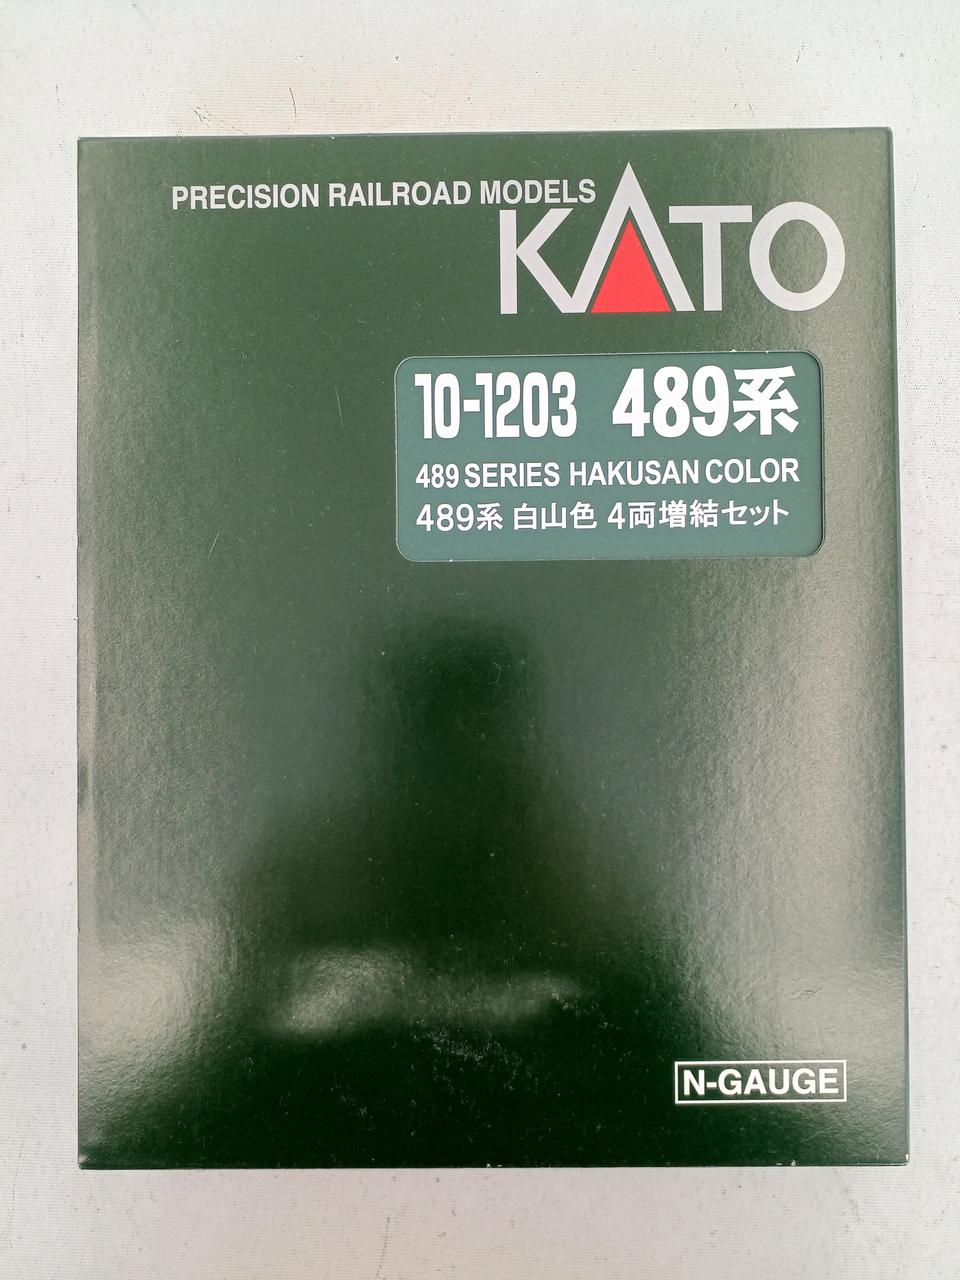 PRECISION RAILROAD MODELS
KATO
10-1203 489系
489 SERIES HAKUSAN COLOR
489系 白山色 4両増結セット
N-GAUGE